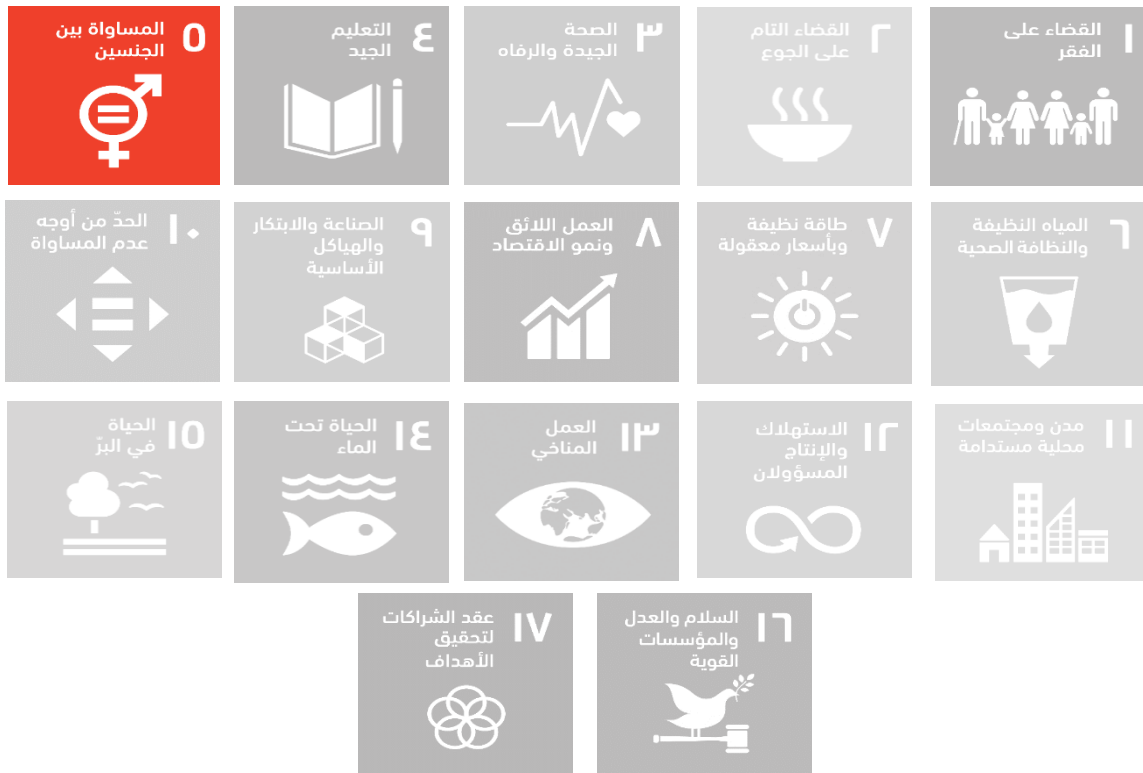 ١
القضاء على
الفقر
٢
القضاء التام
على الجوع
٣
الصحة
الجيدة والرفاه
٤
التعليم
الجيد
٥
المساواة بين
الجنسين
٦
المياه النظيفة
والنظافة الصحية
٧
طاقة نظيفة
وبأسعار معقولة
٨
العمل اللائق
ونمو الاقتصاد
٩
الصناعة والابتكار
والهياكل
الأساسية
١٠
الحدّ من أوجه
عدم المساواة
١١
مدن ومجتمعات
محلية مستدامة
١٢
الاستهلاك
والإنتاج
المسؤولان
١٣
العمل
المناخي
١٤
الحياة تحت
الماء
١٥
الحياة
في البرّ
١٦
السلام والعدل
والمؤسسات
القوية
١٧
عقد الشراكات
لتحقيق
الأهداف